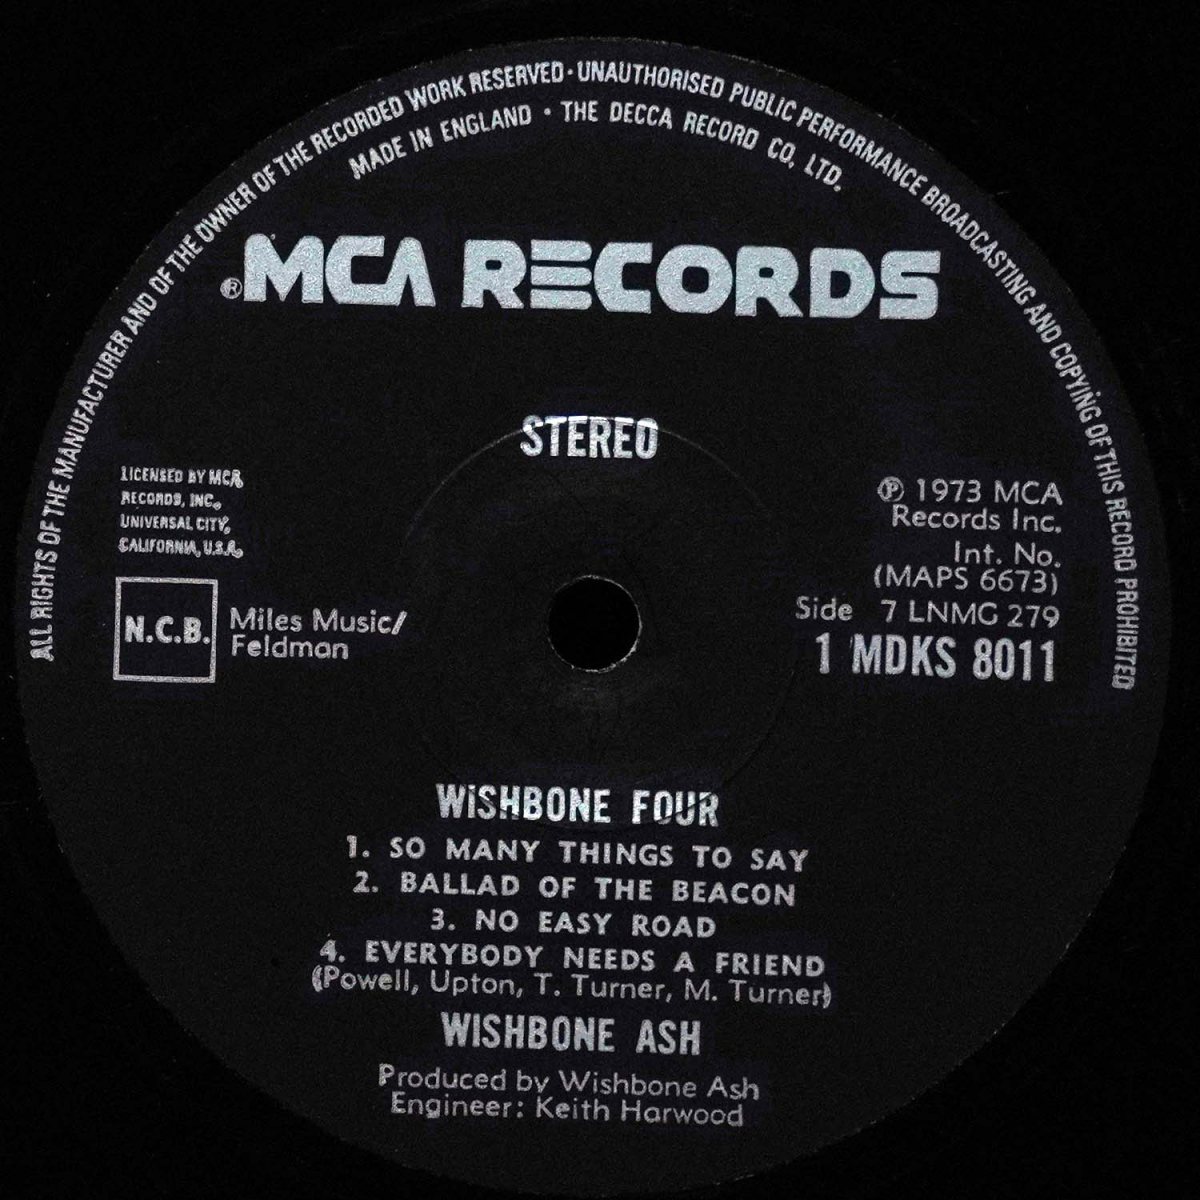 ALL RIGHTS OF THE MANUFACTURER AND OF THE OWNER OF THE RECORDED WORK RESERVED · UNAUTHORISED PUBLIC PERFORMANCE BROADCASTING AND COPYING OF THIS RECORD PROHIBITED
MADE IN ENGLAND · THE DECCA RECORD CO. LTD.
®MCA RECORDS
STEREO
LICENSED BY MCA
RECORDS, INC.
UNIVERSAL CITY,
CALIFORNIA, U.S.A.
N.C.B.
Miles Music/
Feldman
℗ 1973 MCA
Records Inc.
Int. No.
(MAPS 6673)
Side 7 LNMG 279
1 MDKS 8011
WISHBONE FOUR
1. SO MANY THINGS TO SAY
2. BALLAD OF THE BEACON
3. NO EASY ROAD
4. EVERYBODY NEEDS A FRIEND
(Powell, Upton, T. Turner, M. Turner)
WISHBONE ASH
Produced by Wishbone Ash
Engineer: Keith Harwood